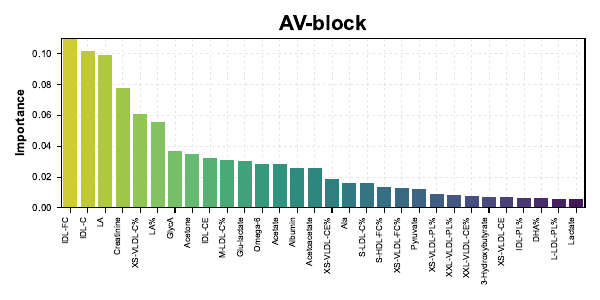 AV-block
Importance
0.10
0.08
0.06
0.04
0.02
0.00
IDL-FC
IDL-C
LA
Creatinine
XS-VLDL-C%
LA%
GlycA
Acetone
IDL-CE
M-LDL-C%
Glu-lactate
Omega-6
Acetate
Albumin
Acetoacetate
XS-VLDL-CE%
Ala
S-LDL-C%
S-HDL-FC%
XS-VLDL-FC%
Pyruvate
XS-VLDL-PL%
XXL-VLDL-PL%
XXL-VLDL-CE%
3-Hydroxybutyrate
XS-VLDL-CE
IDL-PL%
DHA%
L-LDL-PL%
Lactate